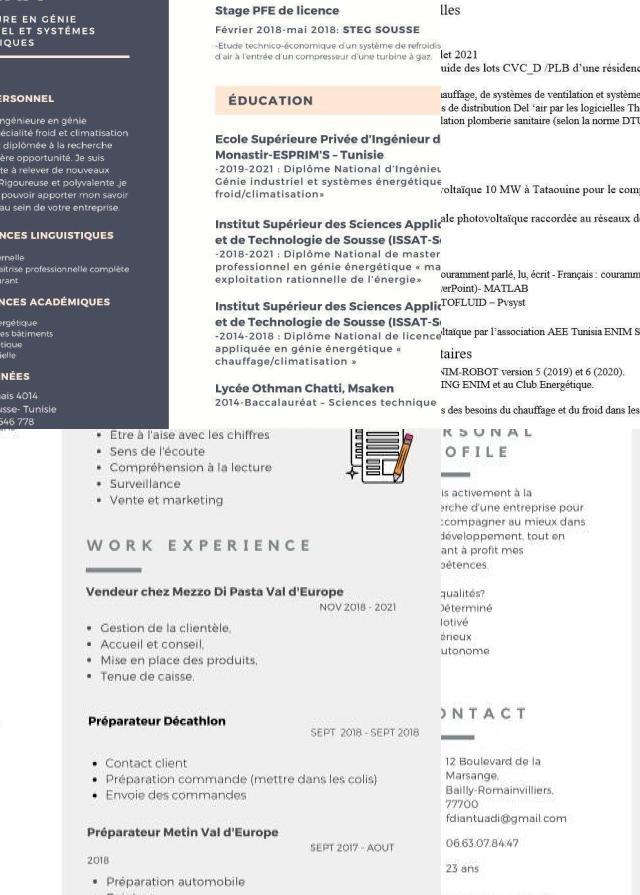 URE EN GÉNIE
EL ET SYSTÉMES
IQUES
ERSONNEL
ngénieure en génie
écialité froid et climatisation
diplômée à la recherche
ère opportunité. Je suis
te à relever de nouveaux
Rigoureuse et polyvalente ,je
pouvoir apporter mon savoir
au sein de votre entreprise.
NCES LINGUISTIQUES
ernelle
aitrise professionnelle complète
urant
NCES ACADÉMIQUES
ergétique
es bâtiments
étique
ielle
NÉES
ais 4014
usse- Tunisie
546 778
Stage PFE de licence
Février 2018-mai 2018: STEG SOUSSE
-Etude technico-économique d'un système de refroidis
d'air à l'entrée d'un compresseur d'une turbine à gaz.
ÉDUCATION
Ecole Supérieure Privée d'Ingénieur d
Monastir-ESPRIM'S – Tunisie
-2019-2021 : Diplôme National d'Ingénieu
Génie industriel et systèmes énergétique
froid/climatisation»
Institut Supérieur des Sciences Appliq
et de Technologie de Sousse (ISSAT-So
-2018-2021 : Diplôme National de master
professionnel en génie énergétique « ma
exploitation rationnelle de l'énergie»
Institut Supérieur des Sciences Appliq
et de Technologie de Sousse (ISSAT-So
-2014-2018 : Diplôme National de licence
appliquée en génie énergétique «
chauffage/climatisation »
Lycée Othman Chatti, Msaken
2014-Baccalauréat – Sciences technique
lles
let 2021
uide des lots CVC_D /PLB d'une résidenc
auffage, de systèmes de ventilation et système
s de distribution Del 'air par les logicielles Th
lation plomberie sanitaire (selon la norme DTU
oltaïque 10 MW à Tataouine pour le comp
ale photovoltaïque raccordée au réseaux de
ouramment parlé, lu, écrit - Français : couramm
verPoint)- MATLAB
TOFLUID – Pvsyst
ltaïque par l'association AEE Tunisia ENIM S
taires
NIM-ROBOT version 5 (2019) et 6 (2020).
ING ENIM et au Club Energétique.
s des besoins du chauffage et du froid dans les
Etre à l'aise avec les chiffres
Sens de l'écoute
Compréhension à la lecture
Surveillance
Vente et marketing
WORK EXPERIENCE
Vendeur chez Mezzo Di Pasta Val d'Europe
NOV 2018 - 2021
Gestion de la clientèle,
Accueil et conseil,
Mise en place des produits,
Tenue de caisse.
Préparateur Décathlon
SEPT 2018 - SEPT 2018
Contact client
Préparation commande (mettre dans les colis)
Envoie des commandes
Préparateur Metin Val d'Europe
SEPT 2017 - AOUT
2018
Préparation automobile
RSONAL
OFILE
is activement à la
erche d'une entreprise pour
ccompagner au mieux dans
développement, tout en
ant à profit mes
pétences.
qualités?
Déterminé
Motivé
érieux
utonome
ONTACT
12 Boulevard de la
Marsange,
Bailly-Romainvilliers,
77700
fdiantuadi@gmail.com
06.63.07.84.47
23 ans